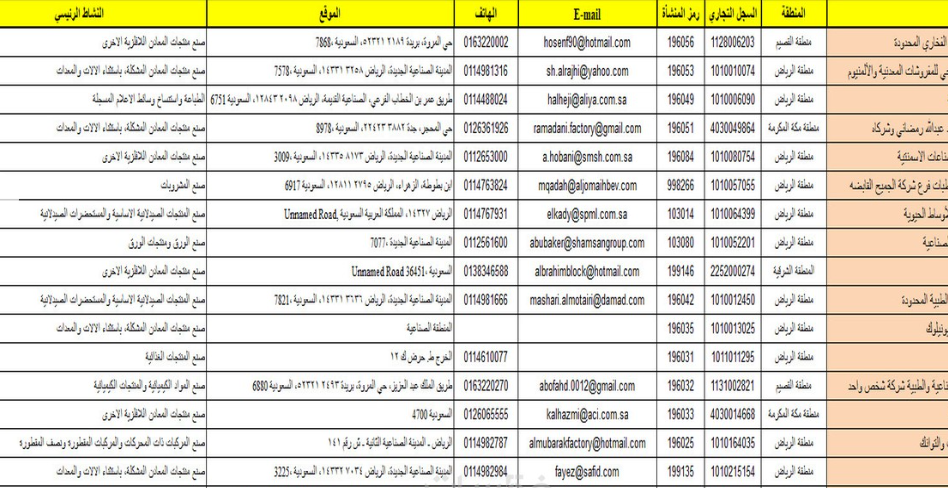 المنطقة السجل التجاري رمز المنشأة E-mail الهاتف الموقع النشاط الرئيسي
الفخاري المحدودة منطقة القصيم 1128006203 196056 hosenf90@hotmail.com 0163220002 حي المروة، بريدة ٢١٨٩ ٥٢٣٢١، السعودية ،7868 صنع منتجات المعادن اللافلزية الاخرى
جي للمفروشات المعدنية والألمنيوم منطقة الرياض 1010010074 196053 sh.alrajhi@yahoo.com 0114981316 المدينة الصناعية الجديدة، الرياض ٣٢٥٨ ١٤٣٣١، السعودية ،7578 صنع منتجات المعادن المشكلة، باستثناء الالات والمعدات
منطقة الرياض 1010006090 196049 halheji@aliya.com.sa 0114488024 طريق عمر بن الخطاب الفرعي، الصناعية القديمة، الرياض ٢٠٩٨ ١٢٨٤٣، السعودية 6751 الطباعة واستنساخ وسائط الاعلام المسجلة
عبدالله رمضاني وشركاه منطقة مكة المكرمة 4030049864 196051 ramadani.factory@gmail.com 0126361926 حي المحجر، جدة ٣٨٨٢ ٢٢٤٢٣، السعودية ،8978 صنع منتجات المعادن المشكلة، باستثناء الالات والمعدات
ناعات الاسمنتية منطقة الرياض 1010080754 196084 a.hobani@smsh.com.sa 0112653000 المدينة الصناعية الجديدة، الرياض ٨١٧٣ ١٤٣٣٥، السعودية ،3009 صنع منتجات المعادن اللافلزية الاخرى
طبات فرع شركة الجميح القابضه منطقة الرياض 1010057055 998266 mqadah@aljomaihbev.com 0114763824 ابن بطوطة، الزهراء، الرياض ٢٧٩٥ ١٢٨١١، السعودية 6917 صنع المشروبات
لأوساط الحيوية منطقة الرياض 1010064399 103014 elkady@spml.com.sa 0114767931 الرياض ١٤٣٢٧، المملكة العربية السعودية ,Unnamed Road صنع المنتجات الصيدلانية الاساسية والمستحضرات الصيدلانية
لصناعية منطقة الرياض 1010052201 103080 abubaker@shamsangroup.com 0112561600 المدينة الصناعية الجديدة ،7077 صنع الورق ومنتجات الورق
المنطقة الشرقية 2252000274 199146 albrahimblock@hotmail.com 0138346588 السعودية ،Unnamed Road 36451 صنع منتجات المعادن اللافلزية الاخرى
الطبية المحدودة منطقة الرياض 1010012450 196042 mashari.almotairi@damad.com 0114981666 المدينة الصناعية الجديدة، الرياض ٣٦٣٦ ١٤٣٣١، السعودية ،7821 صنع المنتجات الصيدلانية الاساسية والمستحضرات الصيدلانية
ونيلوك منطقة الرياض 1010013025 196035 المنطقة الصناعية صنع منتجات المعادن المشكلة، باستثناء الالات والمعدات
منطقة الرياض 1011011295 196031 0114610077 الخرج ط, حرض ك ١٢ صنع المنتجات الغذائية
ناعية والطبية شركة شخص واحد منطقة القصيم 1131002821 196032 abofahd.0012@gmail.com 0163220270 طريق الملك عبد العزيز، حي المروة، بريدة ٢٤٩٣ ٥٢٣٢١، السعودية 6880 صنع المواد الكيميائية والمنتجات الكيميائية
منطقة مكة المكرمة 4030014668 196033 kalhazmi@aci.com.sa 0126065555 السعودية 4700 صنع منتجات المعادن اللافلزية الاخرى
والتوانك منطقة الرياض 1010164035 196025 almubarakfactory@hotmail.com 0114982787 الرياض ـ المدينة الصناعية الثانية ـ ش رقم ١٤١ صنع المركبات ذات المحركات والمركبات المقطورة ونصف المقطورة
منطقة الرياض 1010215154 199135 fayez@safid.com 0114982984 المدينة الصناعية الجديدة، الرياض ٧٠٣٤ ١٤٣٣٢، السعودية ،3223 صنع منتجات المعادن المشكلة، باستثناء الالات والمعدات